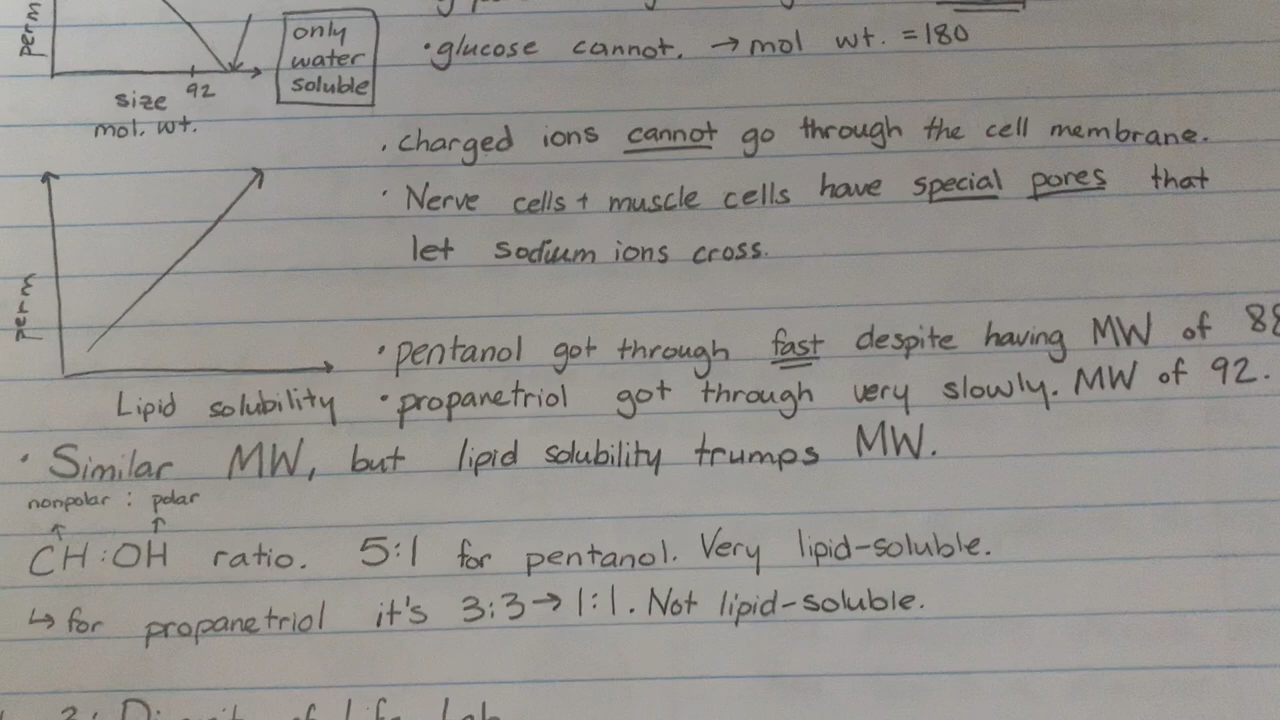 perm
only
water
soluble
size 92
mol. wt.
·glucose cannot. → mol wt. = 180
· charged ions cannot go through the cell membrane.
· Nerve cells + muscle cells have special pores that
let sodium ions cross.
perm
Lipid solubility
· pentanol got through fast despite having MW of 88
· propanetriol got through very slowly. MW of 92.
· Similar MW, but lipid solubility trumps MW.
nonpolar : polar
CH:OH ratio. 5:1 for pentanol. Very lipid-soluble.
↳ for propanetriol it's 3:3 → 1:1. Not lipid-soluble.